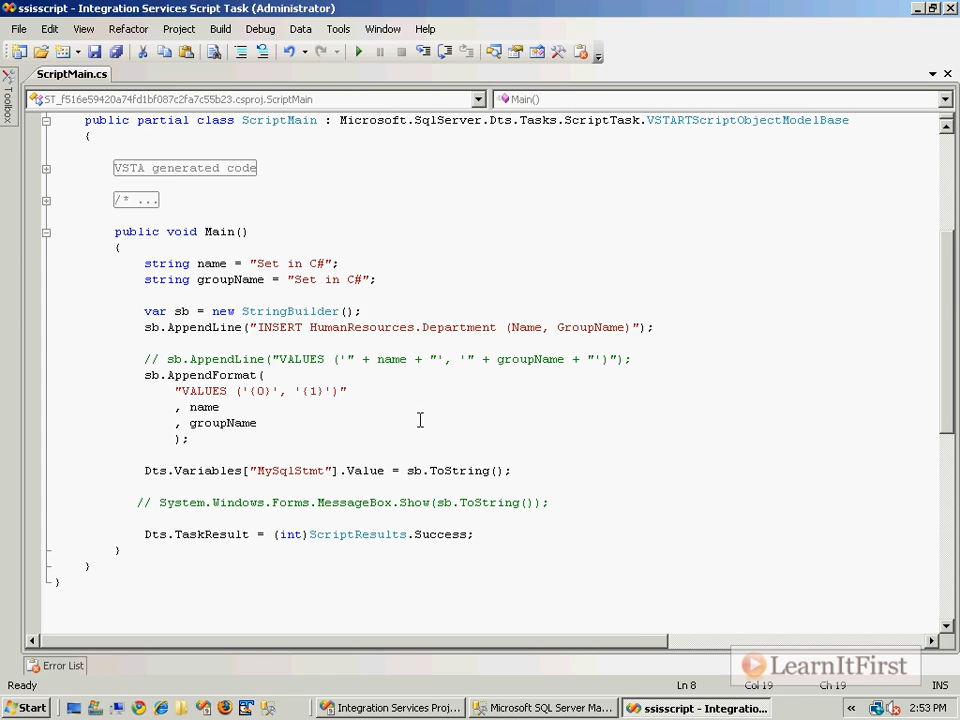 ssisscript - Integration Services Script Task (Administrator)
File Edit View Refactor Project Build Debug Data Tools Window Help
ScriptMain.cs
Toolbox
ST_f516e59420a74fd1bf087c2fa7c55b23.csproj.ScriptMain Main()
public partial class ScriptMain : Microsoft.SqlServer.Dts.Tasks.ScriptTask.VSTARTScriptObjectModelBase
{
VSTA generated code
/* ...
public void Main()
{
string name = "Set in C#";
string groupName = "Set in C#";
var sb = new StringBuilder();
sb.AppendLine("INSERT HumanResources.Department (Name, GroupName)");
// sb.AppendLine("VALUES ('" + name + "', '" + groupName + "')");
sb.AppendFormat(
"VALUES ('{0}', '{1}')"
, name
, groupName
);
Dts.Variables["MySqlStmt"].Value = sb.ToString();
// System.Windows.Forms.MessageBox.Show(sb.ToString());
Dts.TaskResult = (int)ScriptResults.Success;
}
}
}
Error List
LearnItFirst
Ready Ln 8 Col 19 Ch 19 INS
Start Integration Services Proj... Microsoft SQL Server Ma... ssisscript - Integratio... « 2:53 PM